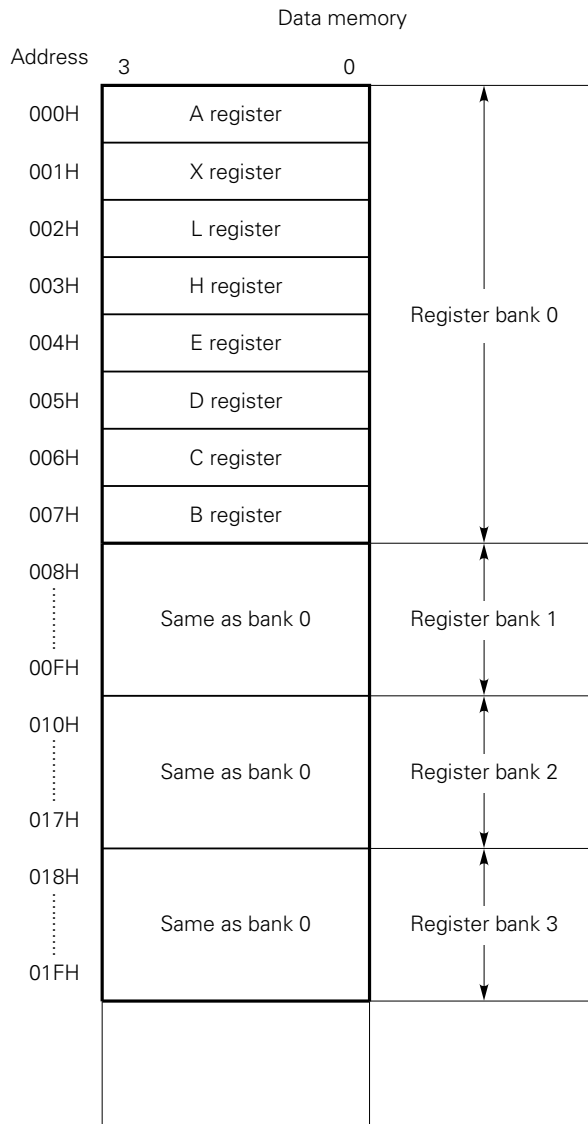 Data memory
Address
3 0
000H A register
001H X register
002H L register
003H H register
Register bank 0
004H E register
005H D register
006H C register
007H B register
008H
Same as bank 0 Register bank 1
00FH
010H
Same as bank 0 Register bank 2
017H
018H
Same as bank 0 Register bank 3
01FH